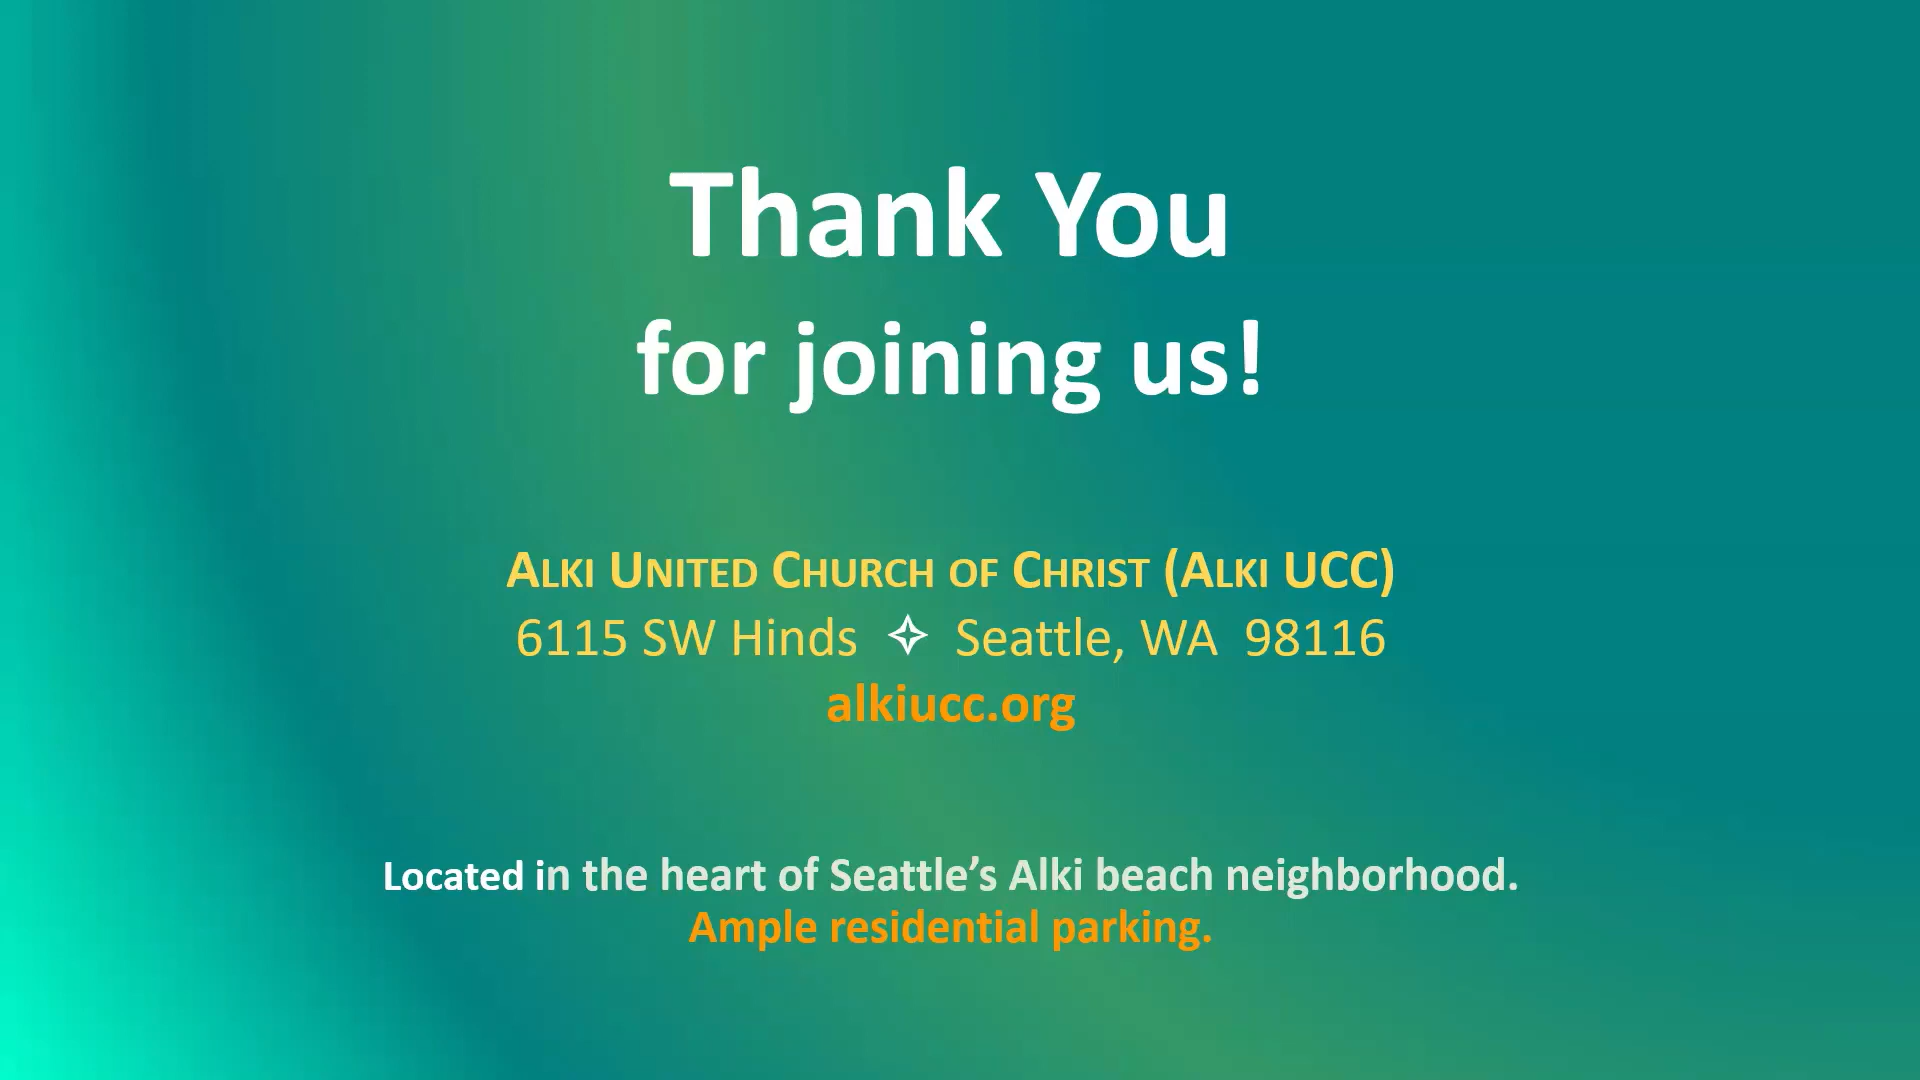 Thank You
for joining us!
Alki United Church of Christ (Alki UCC)
6115 SW Hinds ✧ Seattle, WA 98116
alkiucc.org
Located in the heart of Seattle’s Alki beach neighborhood.
Ample residential parking.